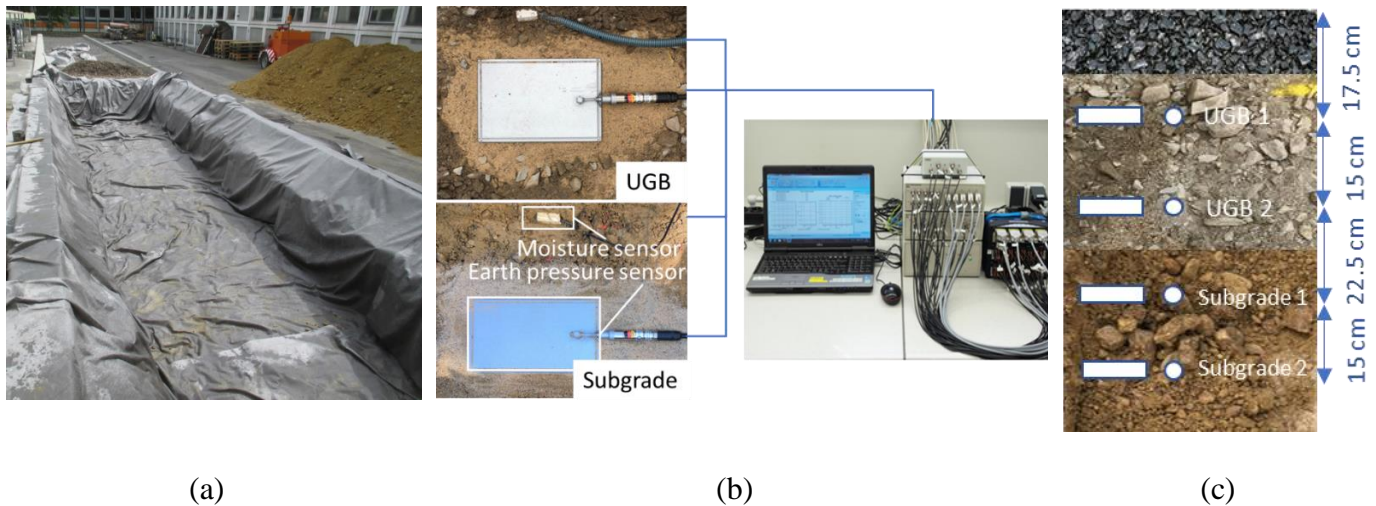 UGB
Moisture sensor
Earth pressure sensor
Subgrade
UGB 1
UGB 2
Subgrade 1
Subgrade 2
17.5 cm
15 cm
22.5 cm
15 cm
(a)
(b)
(c)